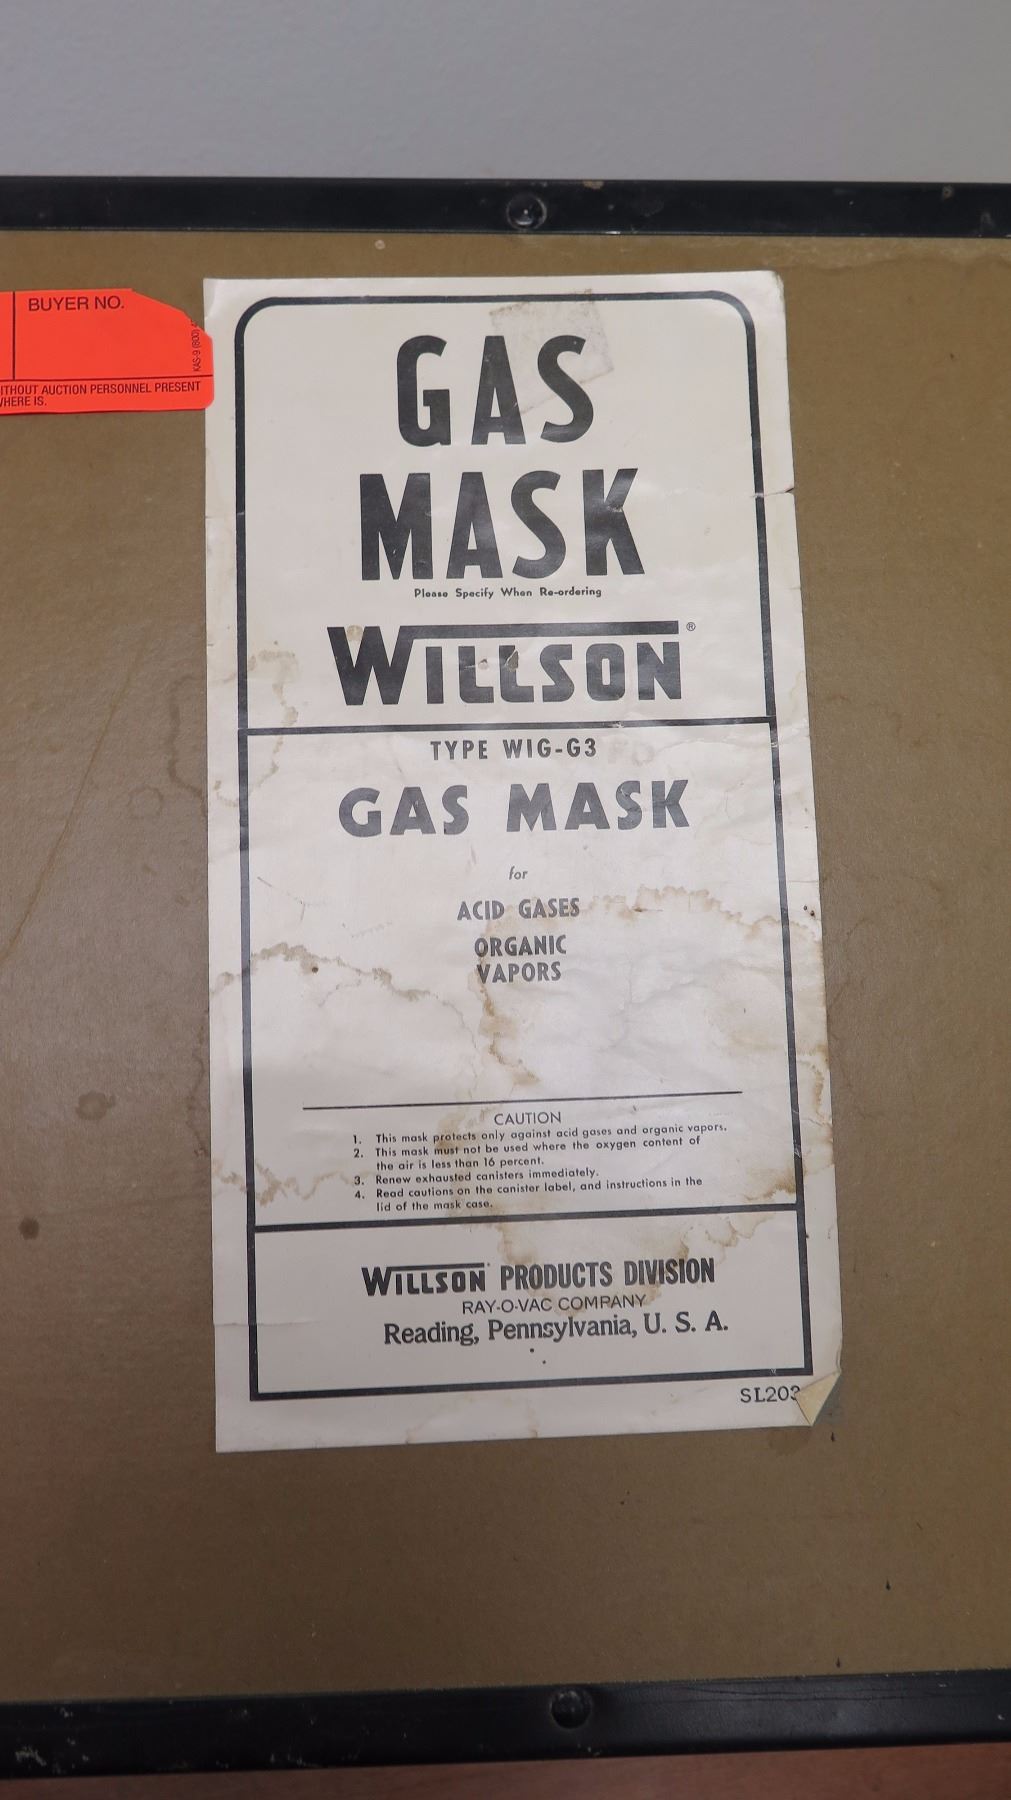 BUYER NO.
KAS-9 (800)
ITHOUT AUCTION PERSONNEL PRESENT
WHERE IS.
GAS
MASK
Please Specify When Re-ordering
WILLSON®
TYPE WIG-G3
GAS MASK
for
ACID GASES
ORGANIC
VAPORS
CAUTION
1. This mask protects only against acid gases and organic vapors.
2. This mask must not be used where the oxygen content of
the air is less than 16 percent.
3. Renew exhausted canisters immediately.
4. Read cautions on the canister label, and instructions in the
lid of the mask case.
WILLSON PRODUCTS DIVISION
RAY-O-VAC COMPANY
Reading, Pennsylvania, U. S. A.
SL203